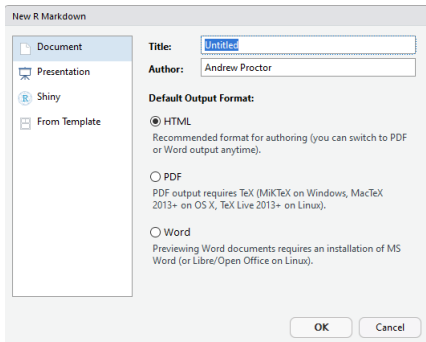 New R Markdown
Document
Presentation
Shiny
From Template
Title: Untitled
Author: Andrew Proctor
Default Output Format:
HTML
Recommended format for authoring (you can switch to PDF
or Word output anytime).
PDF
PDF output requires TeX (MiKTeX on Windows, MacTeX
2013+ on OS X, TeX Live 2013+ on Linux).
Word
Previewing Word documents requires an installation of MS
Word (or Libre/Open Office on Linux).
OK Cancel